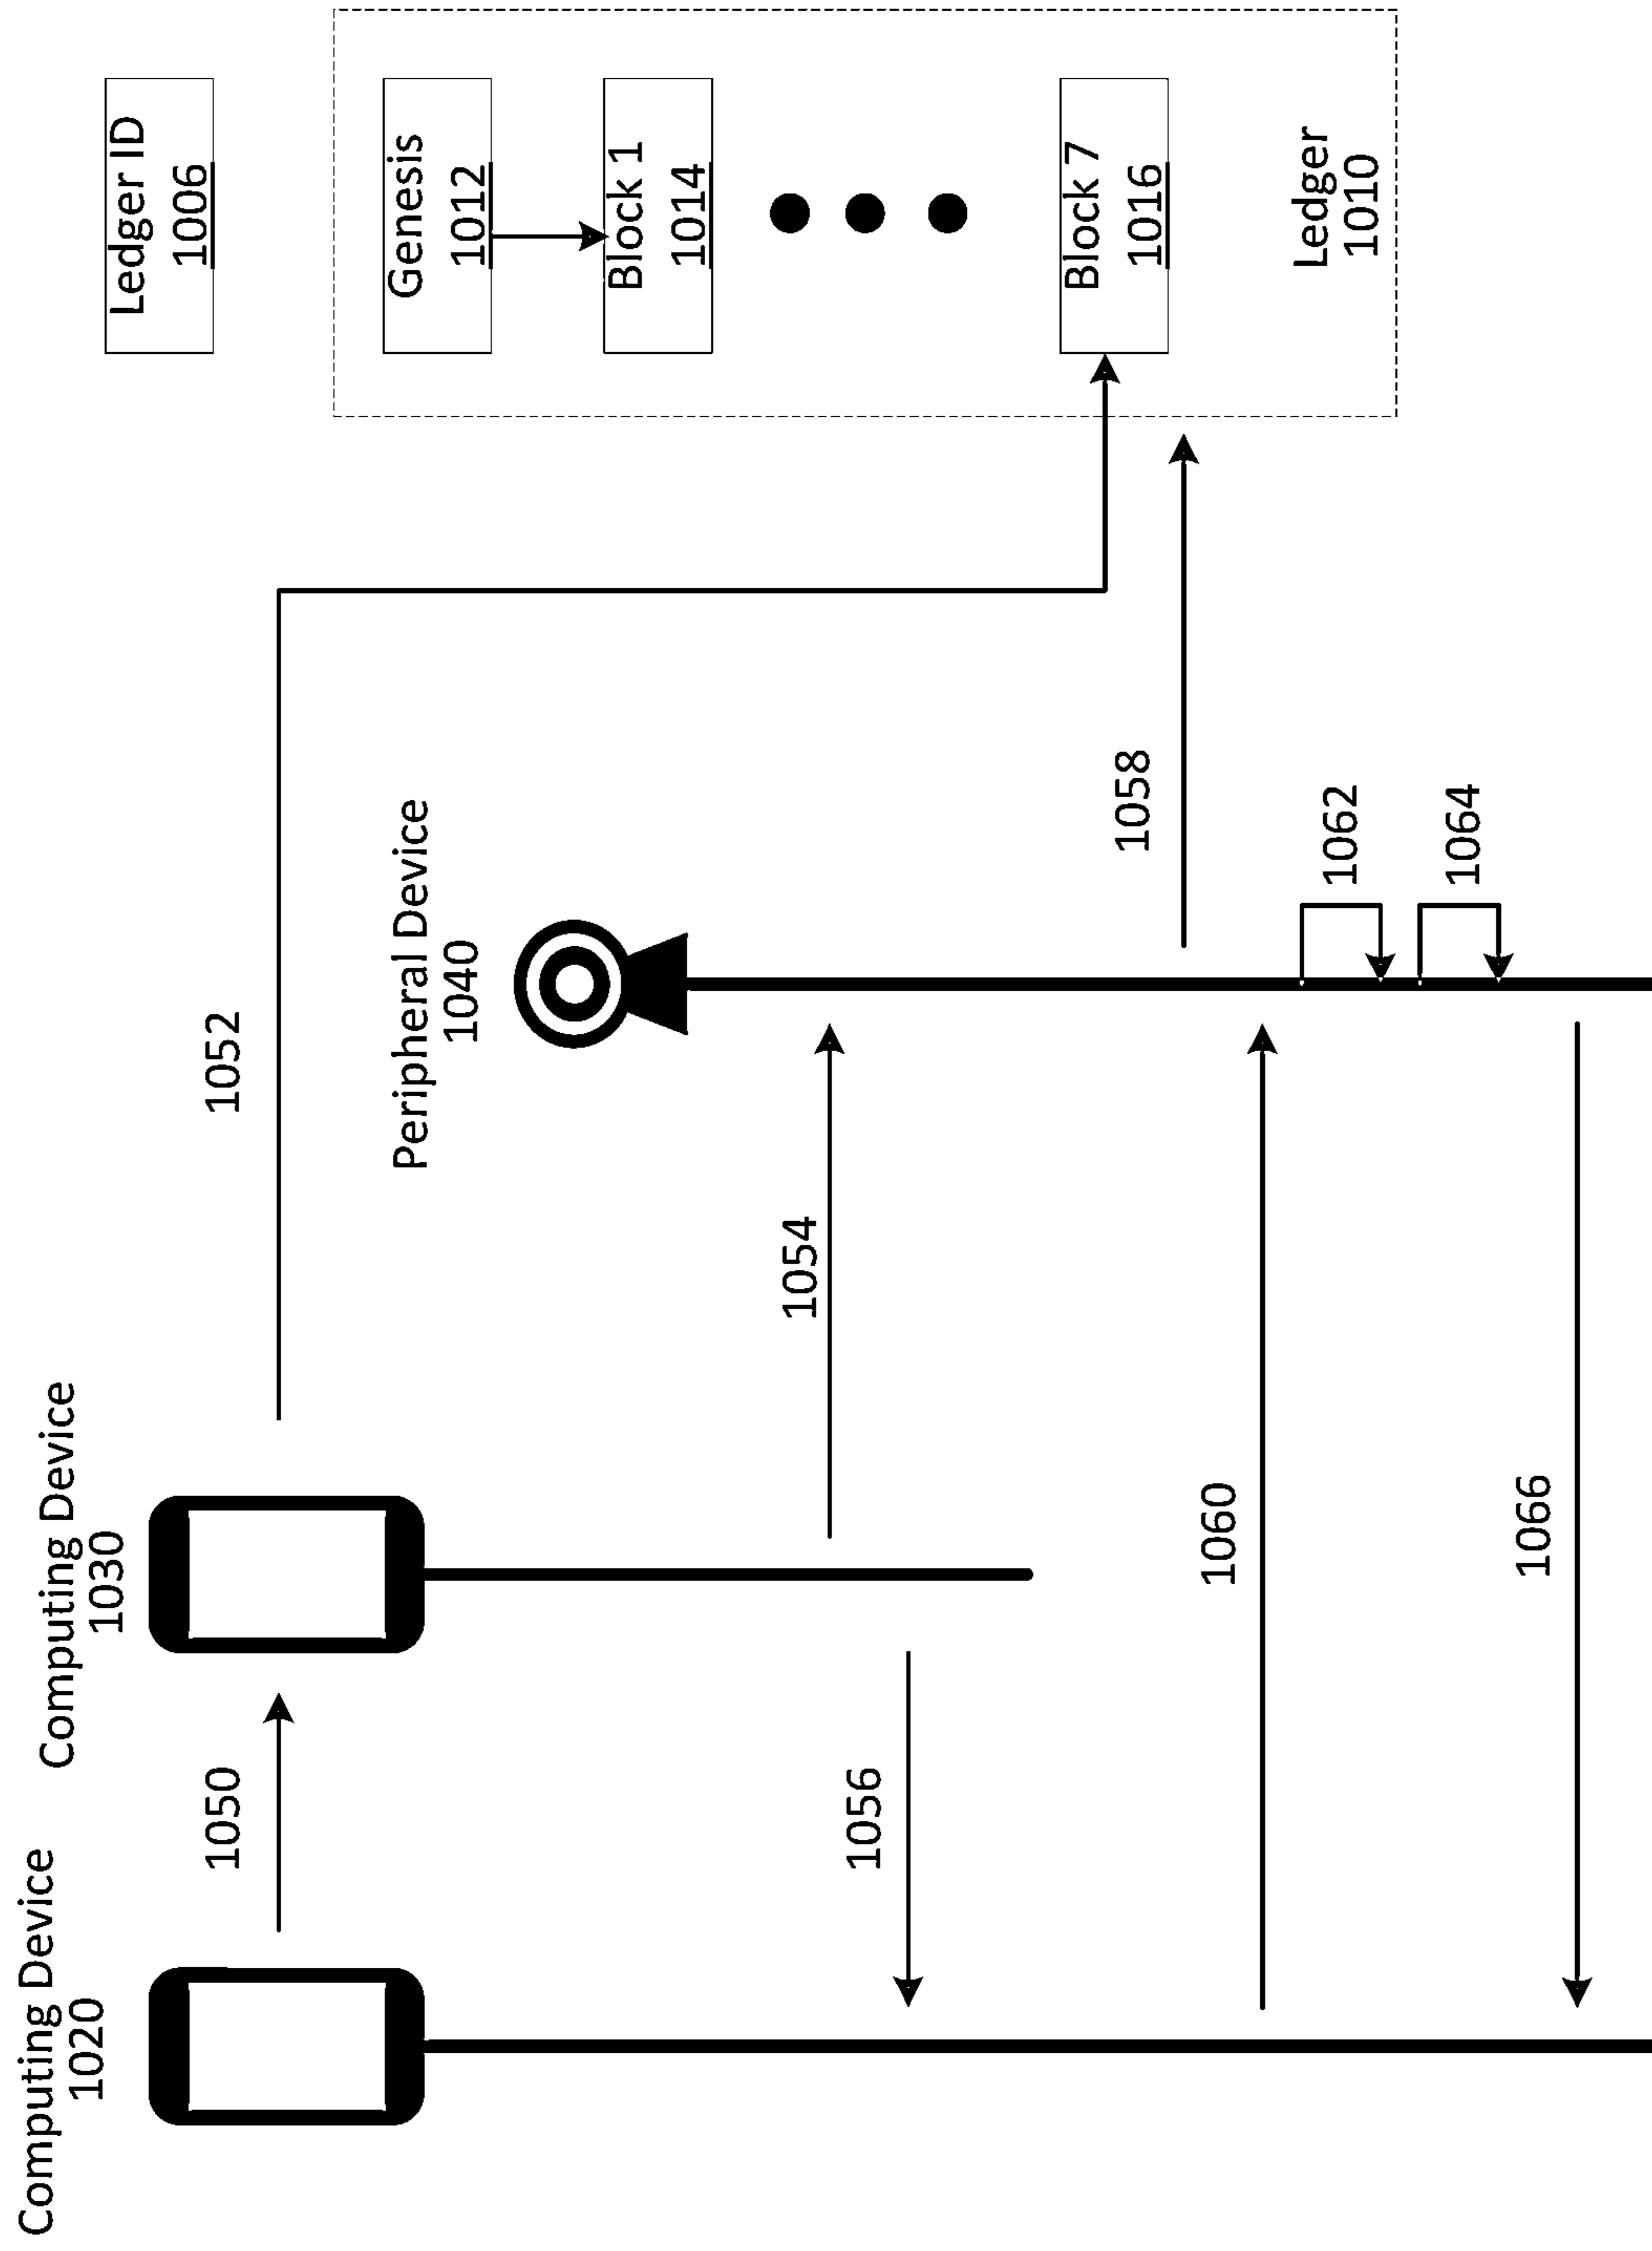 Computing Device
1020
Computing Device
1030
1050
1052
Peripheral Device
1040
1054
1056
1058
1060
1062
1064
1066
Ledger ID
1006
Genesis
1012
Block 1
1014
Block 7
1016
Ledger
1010